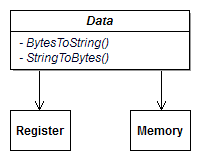 Data
- BytesToString()
- StringToBytes()
Register
Memory